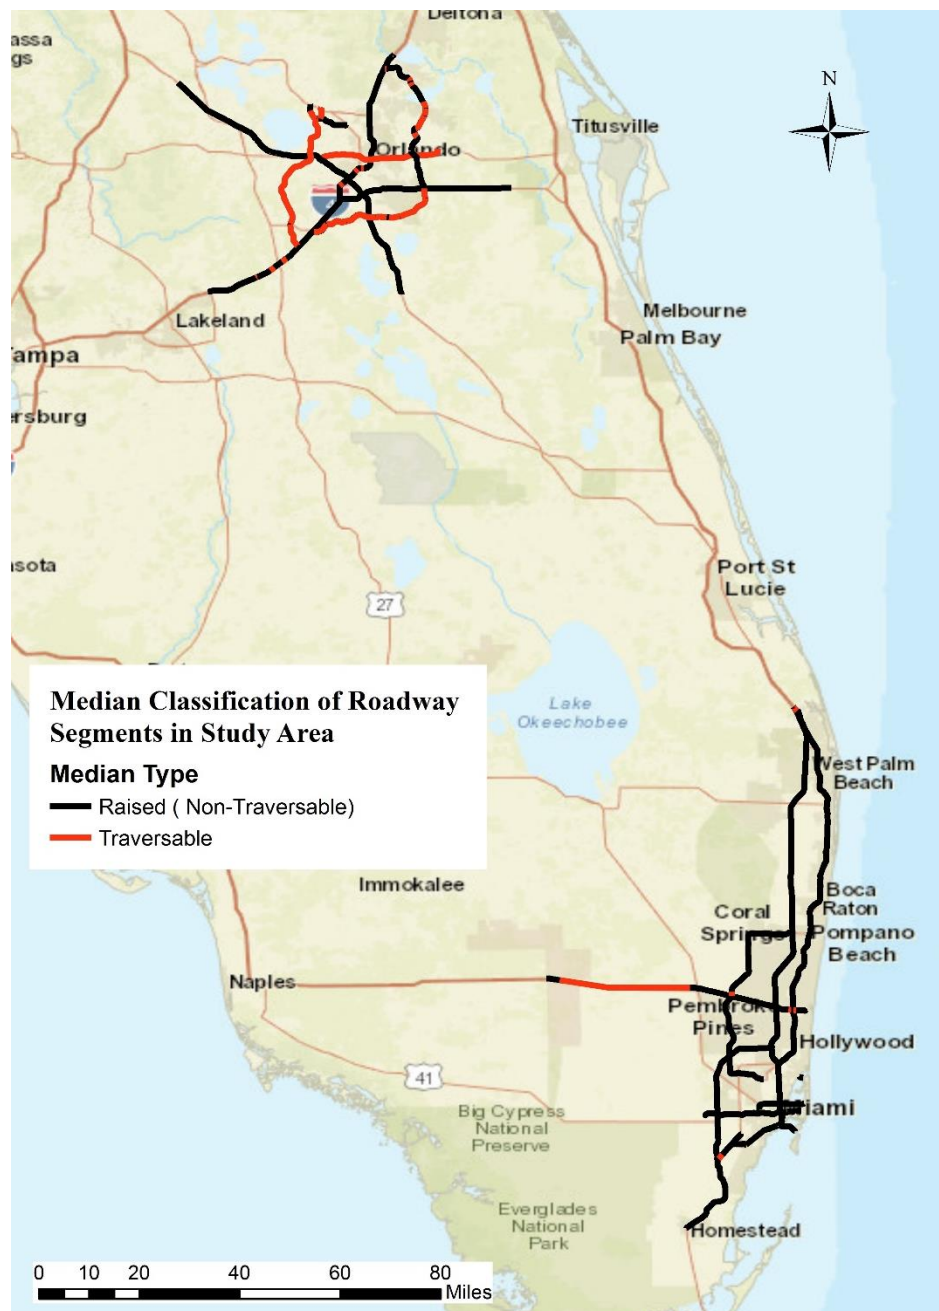 Deltona
assa
gs
N
Titusville
Orlando
4
Melbourne
Lakeland
Palm Bay
Tampa
ersburg
sota
Port St
Lucie
27
Median Classification of Roadway
Segments in Study Area
Median Type
Raised ( Non-Traversable)
Traversable
Lake
Okeechobee
West Palm
Beach
Immokalee
Boca
Raton
Coral
Springs
Pompano
Beach
Naples
Pembroke
Pines
Hollywood
41
Miami
Big Cypress
National
Preserve
Everglades
National
Park
Homestead
0 10 20 40 60 80
Miles